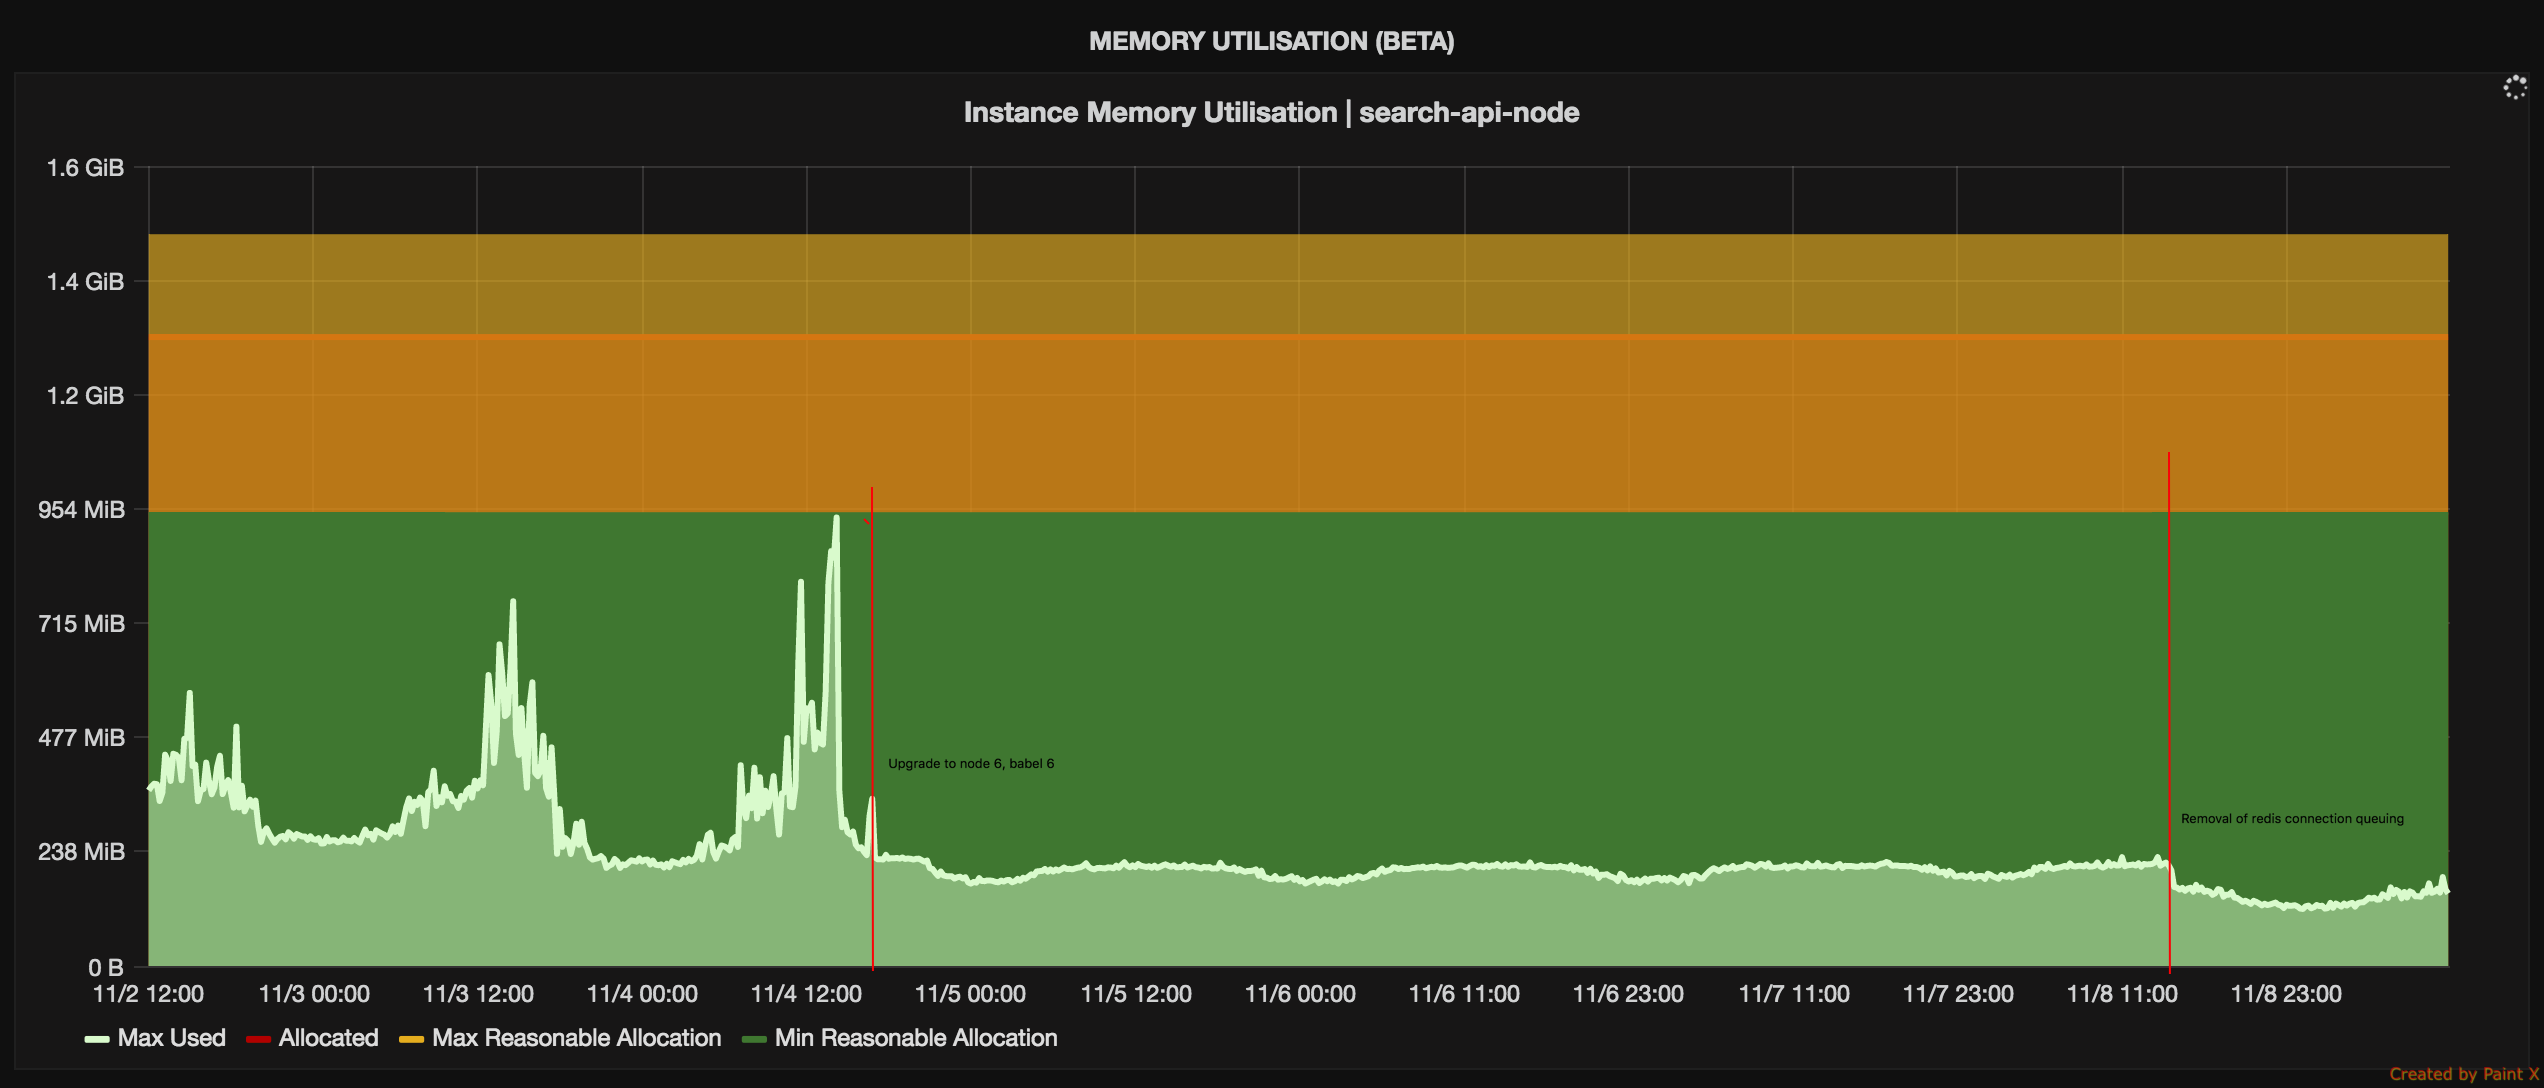 MEMORY UTILISATION (BETA)
Instance Memory Utilisation | search-api-node
1.6 GiB
1.4 GiB
1.2 GiB
954 MiB
715 MiB
477 MiB
238 MiB
0 B
Upgrade to node 6, babel 6
Removal of redis connection queuing
11/2 12:00 11/3 00:00 11/3 12:00 11/4 00:00 11/4 12:00 11/5 00:00 11/5 12:00 11/6 00:00 11/6 11:00 11/6 23:00 11/7 11:00 11/7 23:00 11/8 11:00 11/8 23:00
Max Used Allocated Max Reasonable Allocation Min Reasonable Allocation
Created by Paint X